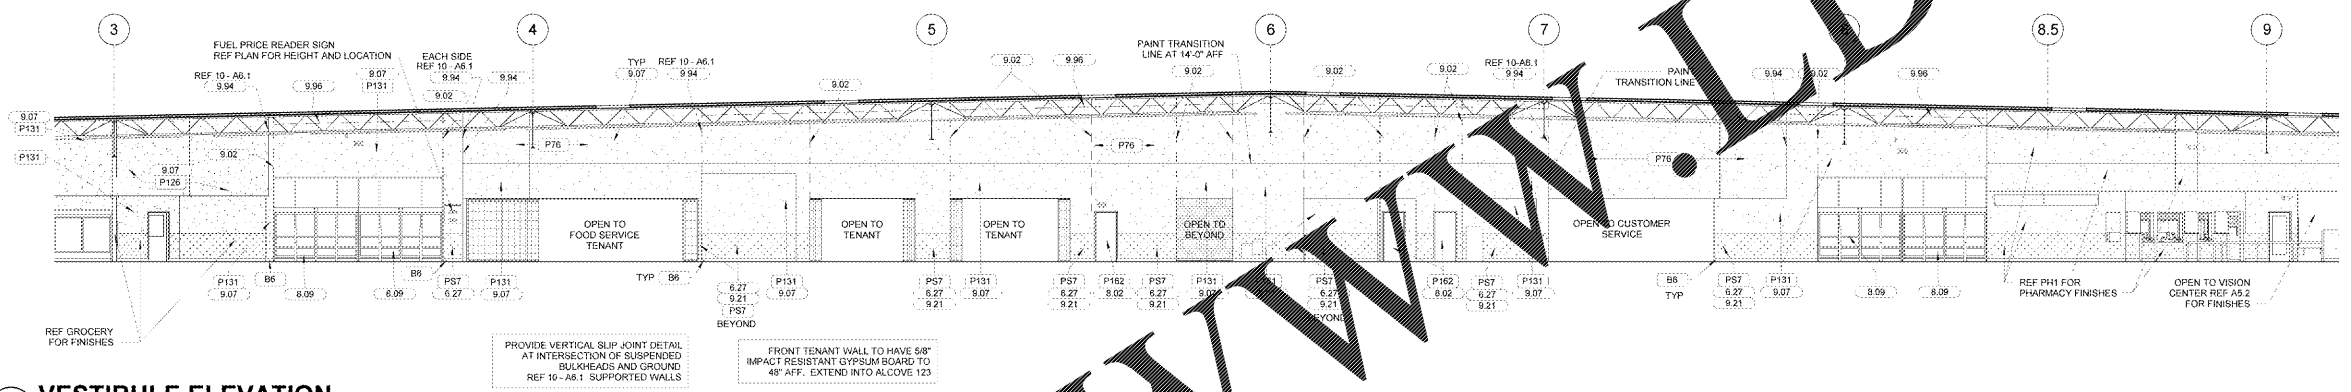 3
4
5
6
7
8.5
9
FUEL PRICE READER SIGN
REF PLAN FOR HEIGHT AND LOCATION
EACH SIDE
REF 10 - A6.1
9.94
9.94
9.02
REF 10 - A6.1
9.94
9.96
9.07
P131
TYP
9.07
REF 10 - A6.1
9.94
9.02
9.02
9.96
PAINT TRANSITION
LINE AT 14'-0" AFF
9.02
9.02
9.02
REF 10-A6.1
9.94
PAINT
TRANSITION LINE
9.94
9.02
9.96
9.07
P131
P131
9.02
9.07
P126
P76
P76
P76
OPEN TO
FOOD SERVICE
TENANT
OPEN TO
TENANT
OPEN TO
TENANT
OPEN TO
BEYOND
OPEN TO CUSTOMER
SERVICE
P131
9.07
B6
8.09
8.09
B6
PS7
6.27
P131
9.07
TYP
B6
6.27
9.21
PS7
BEYOND
P131
9.07
PS7
6.27
9.21
P131
9.07
PS7
6.27
9.21
P162
8.02
PS7
6.27
9.21
P131
9.07
PS7
6.27
9.21
BEYOND
P162
8.02
PS7
6.27
9.21
P131
9.07
B6
TYP
PS7
6.27
9.21
P131
9.07
8.09
8.09
REF PH1 FOR
PHARMACY FINISHES
OPEN TO VISION
CENTER REF A5.2
FOR FINISHES
REF GROCERY
FOR FINISHES
PROVIDE VERTICAL SLIP JOINT DETAIL
AT INTERSECTION OF SUSPENDED
BULKHEADS AND GROUND
REF 10 - A6.1 SUPPORTED WALLS
FRONT TENANT WALL TO HAVE 5/8"
IMPACT RESISTANT GYPSUM BOARD TO
48" AFF. EXTEND INTO ALCOVE 123
VESTIBULE ELEVATION
WWW.LD